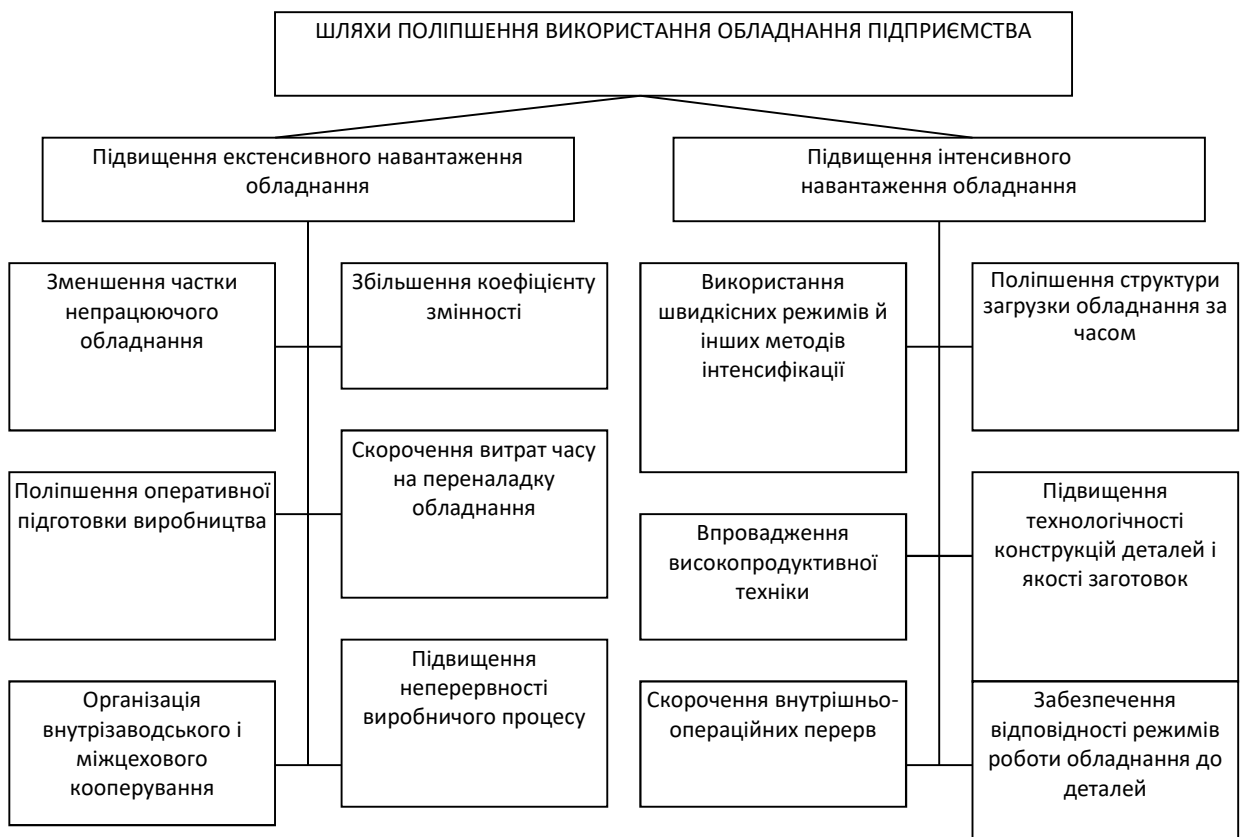 ШЛЯХИ ПОЛІПШЕННЯ ВИКОРИСТАННЯ ОБЛАДНАННЯ ПІДПРИЄМСТВА
Підвищення екстенсивного навантаження
обладнання
Підвищення інтенсивного
навантаження обладнання
Зменшення частки
непрацюючого
обладнання
Збільшення коефіцієнту
змінності
Поліпшення оперативної
підготовки виробництва
Скорочення витрат часу
на переналадку
обладнання
Організація
внутрізаводського і
міжцехового
кооперування
Підвищення
неперервності
виробничого процесу
Використання
швидкісних режимів й
інших методів
інтенсифікації
Поліпшення структури
загрузки обладнання за
часом
Впровадження
високопродуктивної
техніки
Підвищення
технологічності
конструкцій деталей і
якості заготовок
Скорочення внутрішньо-
операційних перерв
Забезпечення
відповідності режимів
роботи обладнання до
деталей